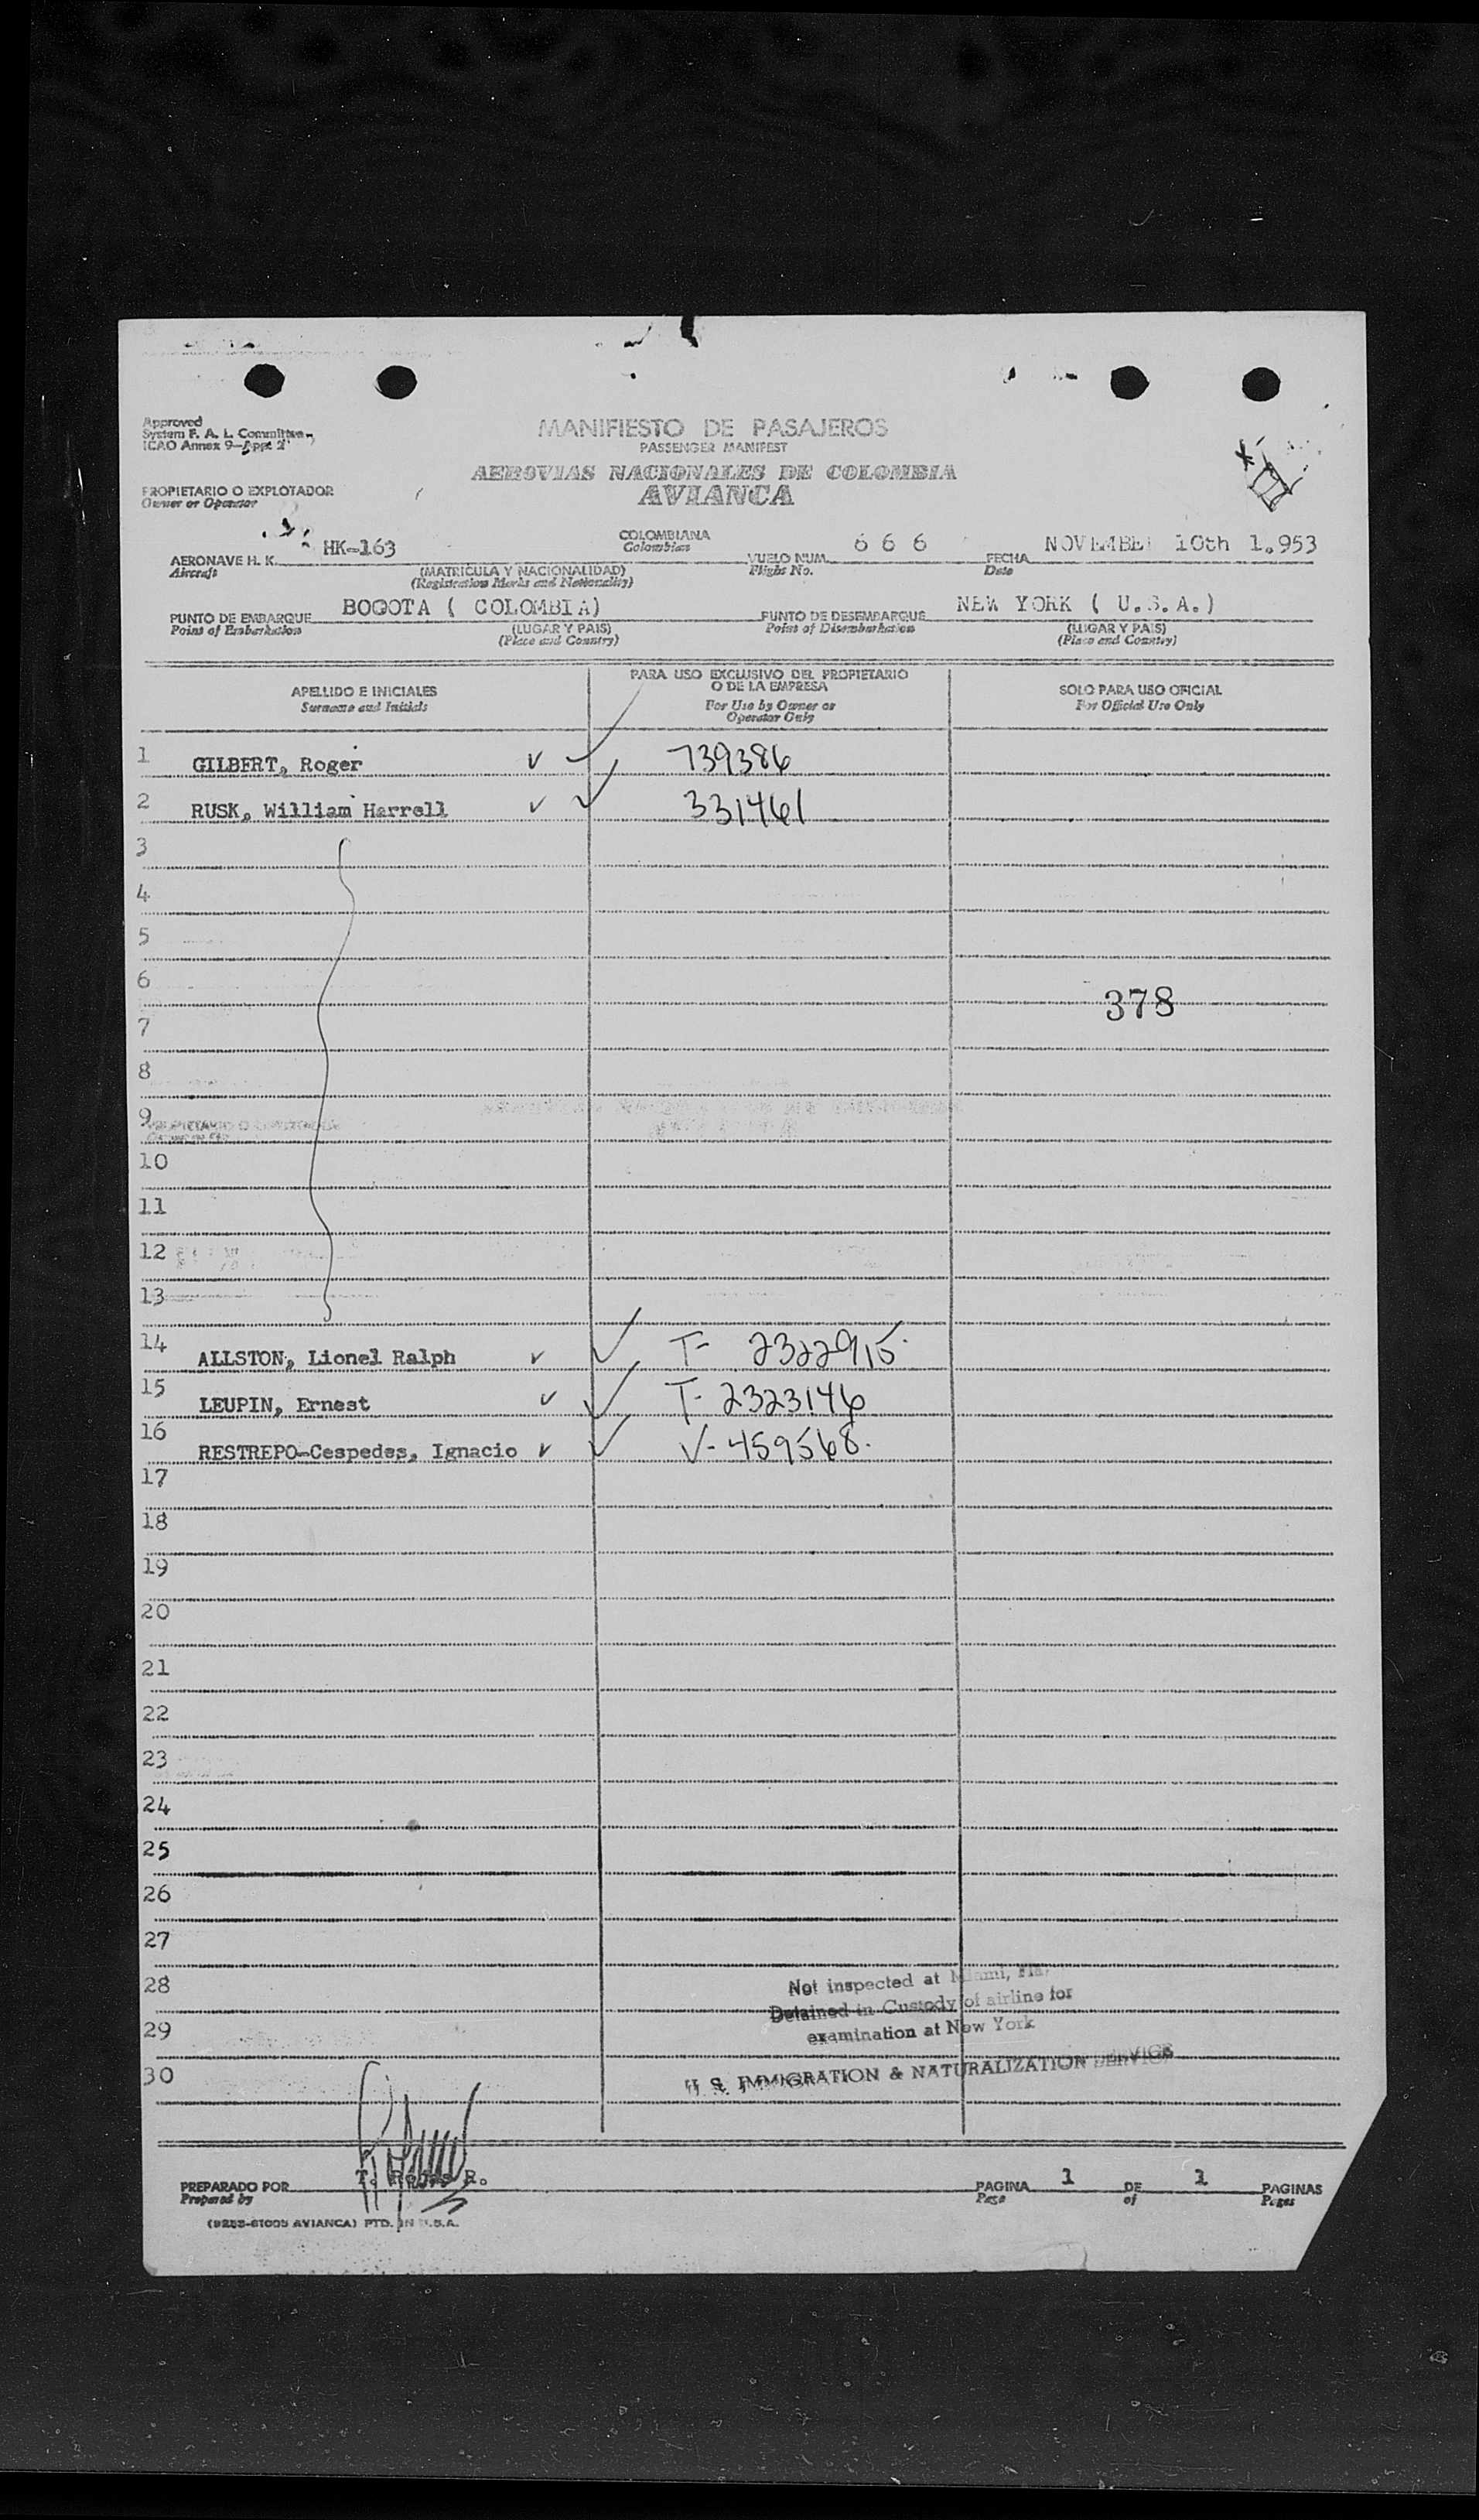 Approved
System F. A. L. Committee
ICAO Annex 9—App. 2
MANIFIESTO DE PASAJEROS
PASSENGER MANIFEST
AEROVIAS NACIONALES DE COLOMBIA
AVIANCA
PROPIETARIO O EXPLOTADOR
Owner or Operator
AERONAVE H. K. HK-163 COLOMBIANA VUELO NUM. 6 6 6 FECHA NOVEMBER 10th 1.953
Aircraft (MATRICULA Y NACIONALIDAD) Colombian Flight No. Date
(Registration Marks and Nationality)
PUNTO DE EMBARQUE BOGOTA ( COLOMBIA) PUNTO DE DESEMBARQUE NEW YORK ( U.S.A.)
Point of Embarkation (LUGAR Y PAIS) Point of Disembarkation (LUGAR Y PAIS)
(Place and Country) (Place and Country)
APELLIDO E INICIALES PARA USO EXCLUSIVO DEL PROPIETARIO O DE LA EMPRESA SOLO PARA USO OFICIAL
Surname and Initials For Use by Owner or Operator Only For Official Use Only
1 GILBERT, Roger ✓ ✓ 739386
2 RUSK, William Harrell ✓ ✓ 331461
3
4
5
6
378
7
8
9
10
11
12
13
14 ALLSTON, Lionel Ralph ✓ ✓ T- 2322915.
15 LEUPIN, Ernest ✓ ✓ T- 2323146
16 RESTREPO-Cespedes, Ignacio ✓ ✓ V- 459568.
17
18
19
20
21
22
23
24
25
26
27
28
Not inspected at Miami, Fla.
Detained in Custody of airline for
29
examination at New York
30
U. S. IMMIGRATION & NATURALIZATION SERVICE
PREPARADO POR T. Rojas R. PAGINA 1 DE 1 PAGINAS
Prepared by Page of Pages
AVIANCA) PTD. IN U.S.A.